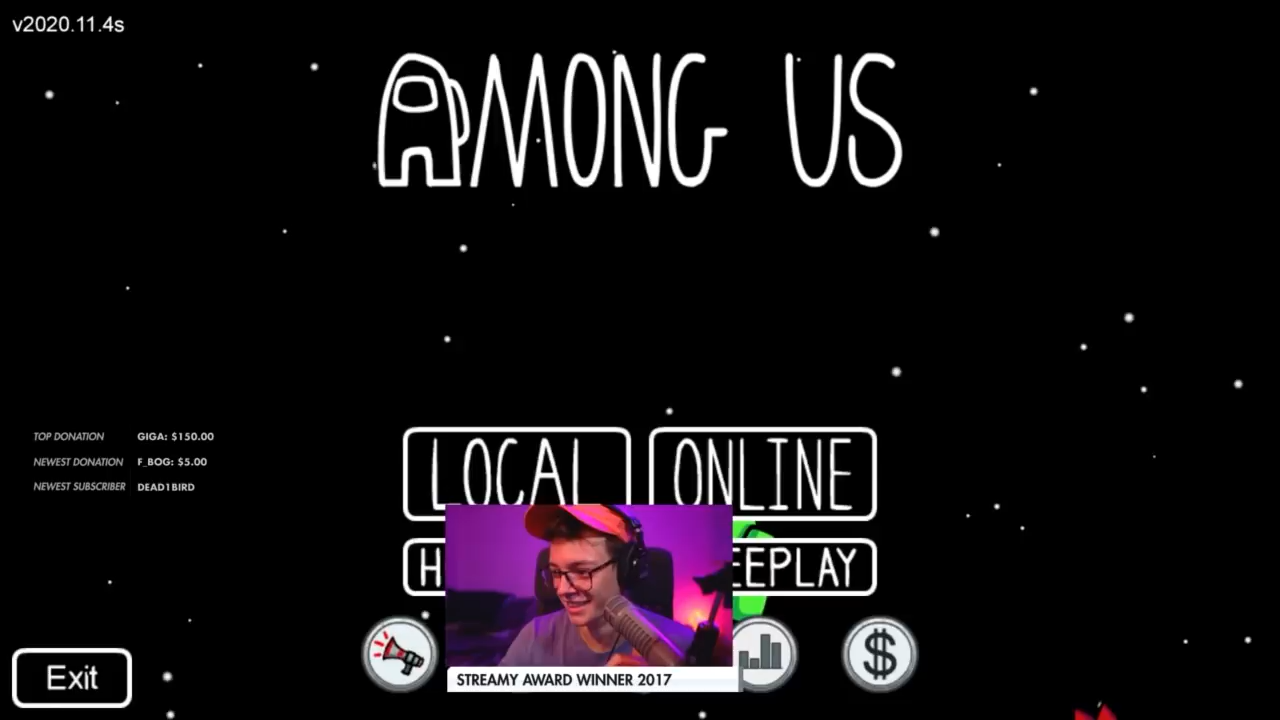 v2020.11.4s
AMONG US
TOP DONATION GIGA: $150.00
NEWEST DONATION F_BOG: $5.00
NEWEST SUBSCRIBER DEAD1BIRD
LOCAL ONLINE
H EEPLAY
$
Exit
STREAMY AWARD WINNER 2017